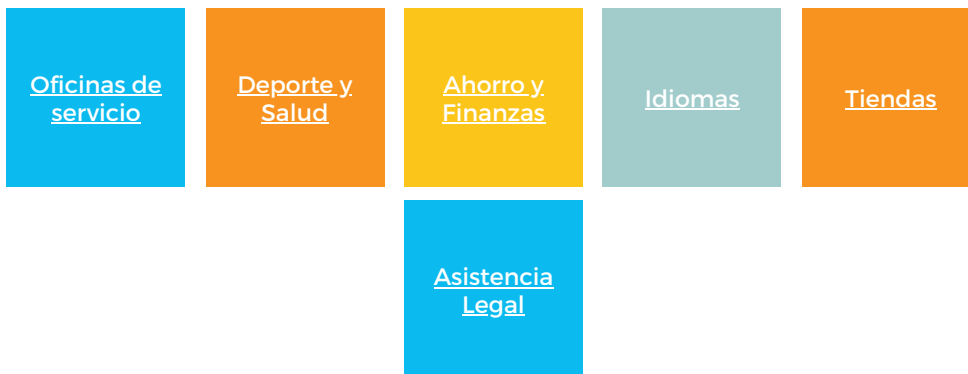 Oficinas de
servicio
Deporte y
Salud
Ahorro y
Finanzas
Idiomas
Tiendas
Asistencia
Legal